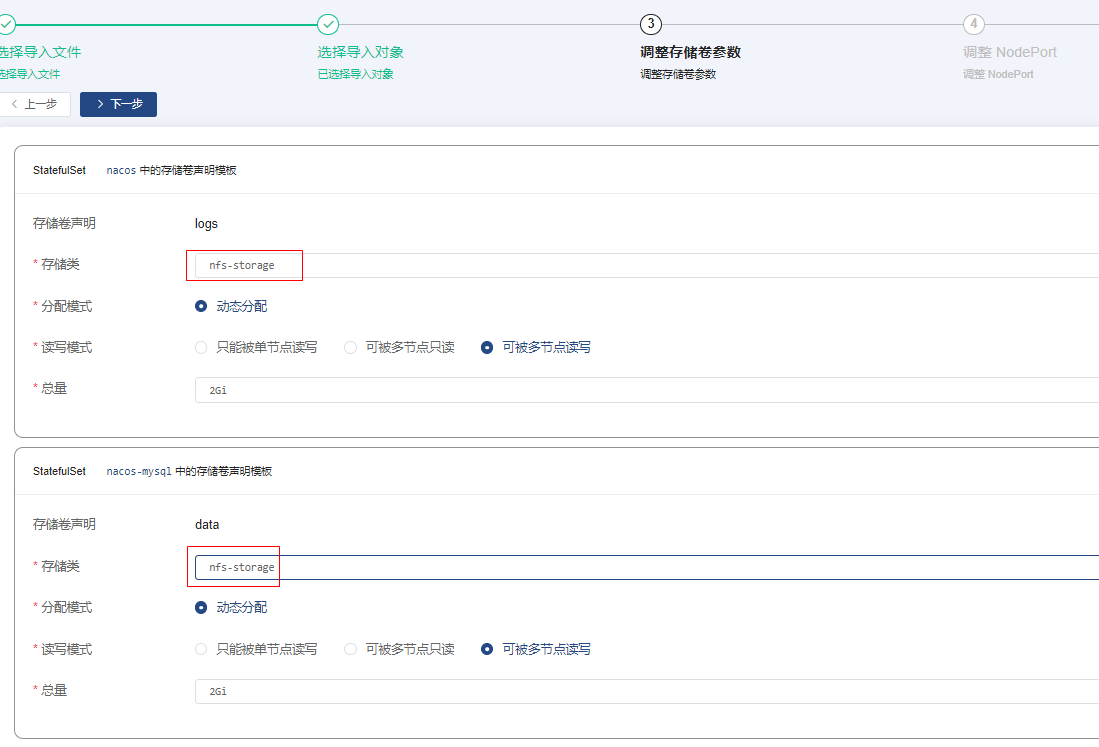 3
4
选择导入文件
选择导入对象
调整存储卷参数
调整 NodePort
选择导入文件
已选择导入对象
调整存储卷参数
调整 NodePort
上一步
下一步
StatefulSet nacos 中的存储卷声明模板
存储卷声明 logs
* 存储类 nfs-storage
* 分配模式 动态分配
* 读写模式 只能被单节点读写 可被多节点只读 可被多节点读写
* 总量 2Gi
StatefulSet nacos-mysql 中的存储卷声明模板
存储卷声明 data
* 存储类 nfs-storage
* 分配模式 动态分配
* 读写模式 只能被单节点读写 可被多节点只读 可被多节点读写
* 总量 2Gi